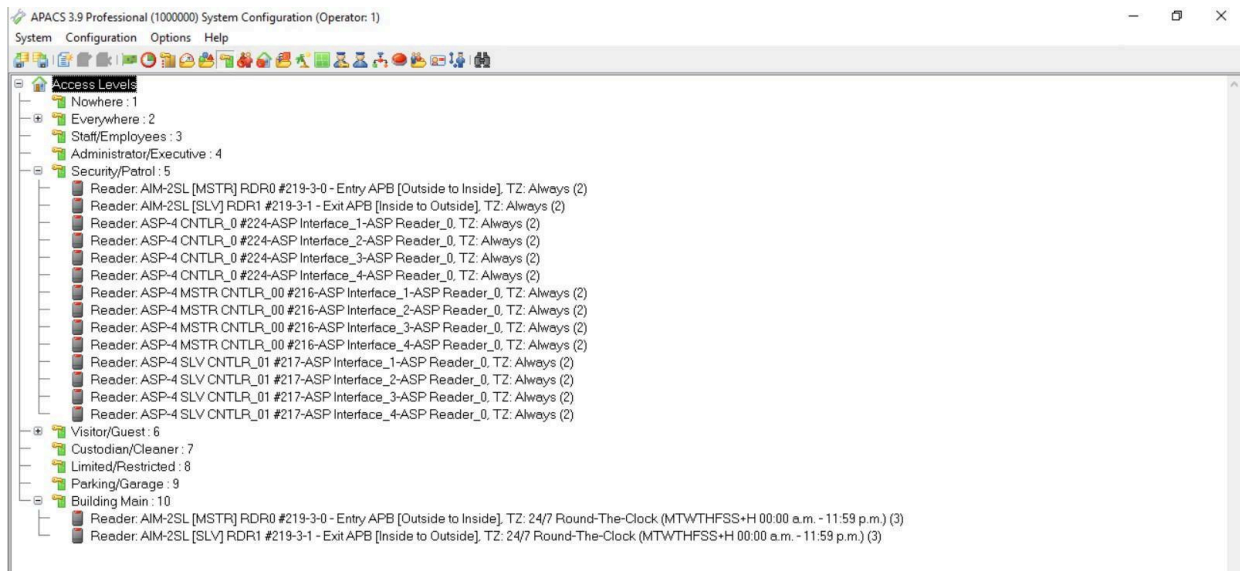 APACS 3.9 Professional (1000000) System Configuration (Operator: 1)
System Configuration Options Help
Access Levels
Nowhere : 1
Everywhere : 2
Staff/Employees : 3
Administrator/Executive : 4
Security/Patrol : 5
Reader: AIM-2SL [MSTR] RDR0 #219-3-0 - Entry APB [Outside to Inside], TZ: Always (2)
Reader: AIM-2SL [SLV] RDR1 #219-3-1 - Exit APB [Inside to Outside], TZ: Always (2)
Reader: ASP-4 CNTLR_0 #224-ASP Interface_1-ASP Reader_0, TZ: Always (2)
Reader: ASP-4 CNTLR_0 #224-ASP Interface_2-ASP Reader_0, TZ: Always (2)
Reader: ASP-4 CNTLR_0 #224-ASP Interface_3-ASP Reader_0, TZ: Always (2)
Reader: ASP-4 CNTLR_0 #224-ASP Interface_4-ASP Reader_0, TZ: Always (2)
Reader: ASP-4 MSTR CNTLR_00 #216-ASP Interface_1-ASP Reader_0, TZ: Always (2)
Reader: ASP-4 MSTR CNTLR_00 #216-ASP Interface_2-ASP Reader_0, TZ: Always (2)
Reader: ASP-4 MSTR CNTLR_00 #216-ASP Interface_3-ASP Reader_0, TZ: Always (2)
Reader: ASP-4 MSTR CNTLR_00 #216-ASP Interface_4-ASP Reader_0, TZ: Always (2)
Reader: ASP-4 SLV CNTLR_01 #217-ASP Interface_1-ASP Reader_0, TZ: Always (2)
Reader: ASP-4 SLV CNTLR_01 #217-ASP Interface_2-ASP Reader_0, TZ: Always (2)
Reader: ASP-4 SLV CNTLR_01 #217-ASP Interface_3-ASP Reader_0, TZ: Always (2)
Reader: ASP-4 SLV CNTLR_01 #217-ASP Interface_4-ASP Reader_0, TZ: Always (2)
Visitor/Guest : 6
Custodian/Cleaner : 7
Limited/Restricted : 8
Parking/Garage : 9
Building Main : 10
Reader: AIM-2SL [MSTR] RDR0 #219-3-0 - Entry APB [Outside to Inside], TZ: 24/7 Round-The-Clock (MTWTHFSS+H 00:00 a.m. - 11:59 p.m.) (3)
Reader: AIM-2SL [SLV] RDR1 #219-3-1 - Exit APB [Inside to Outside], TZ: 24/7 Round-The-Clock (MTWTHFSS+H 00:00 a.m. - 11:59 p.m.) (3)